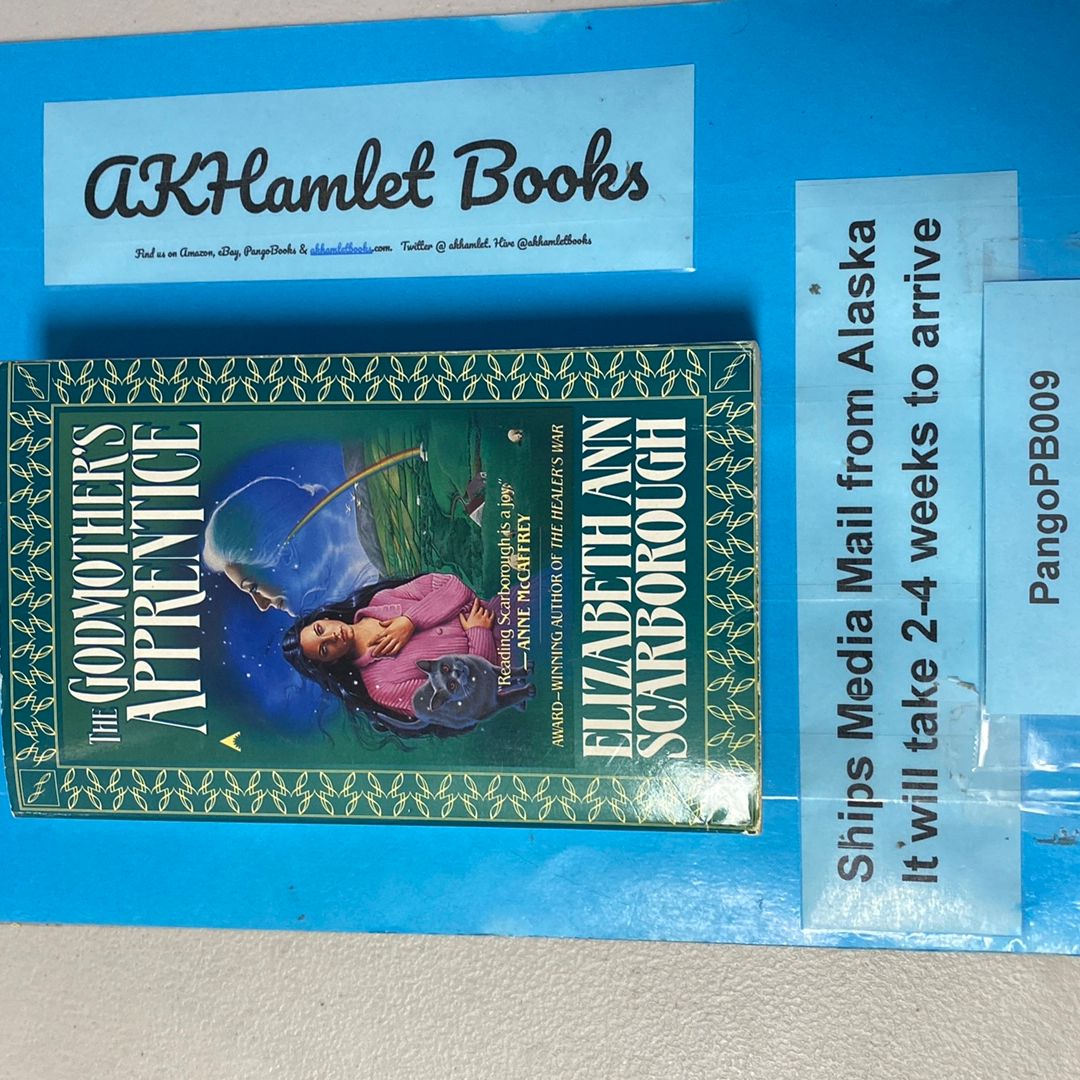 AKHamlet Books
Find us on Amazon, eBay, PangoBooks & akhamletbooks.com. Twitter @ akhamlet. Hive @akhamletbooks
THE GODMOTHER'S
APPRENTICE
"Reading Scarborough is a joy."
—ANNE McCAFFREY
AWARD-WINNING AUTHOR OF THE HEALER'S WAR
ELIZABETH ANN
SCARBOROUGH
Ships Media Mail from Alaska
It will take 2-4 weeks to arrive
PangoPB009